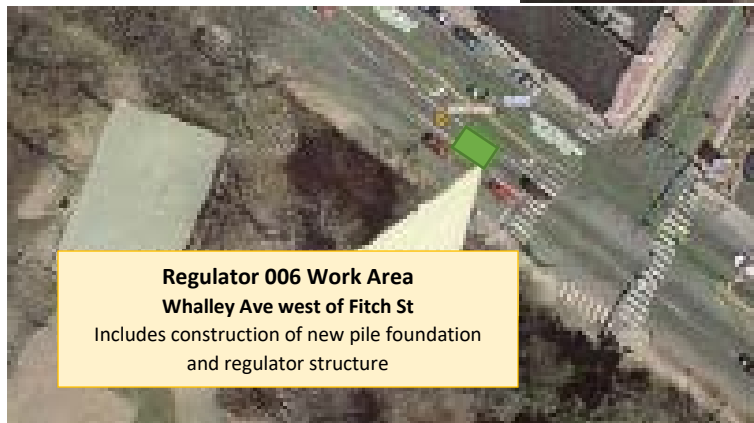 Regulator 006 Work Area
Whalley Ave west of Fitch St
Includes construction of new pile foundation
and regulator structure